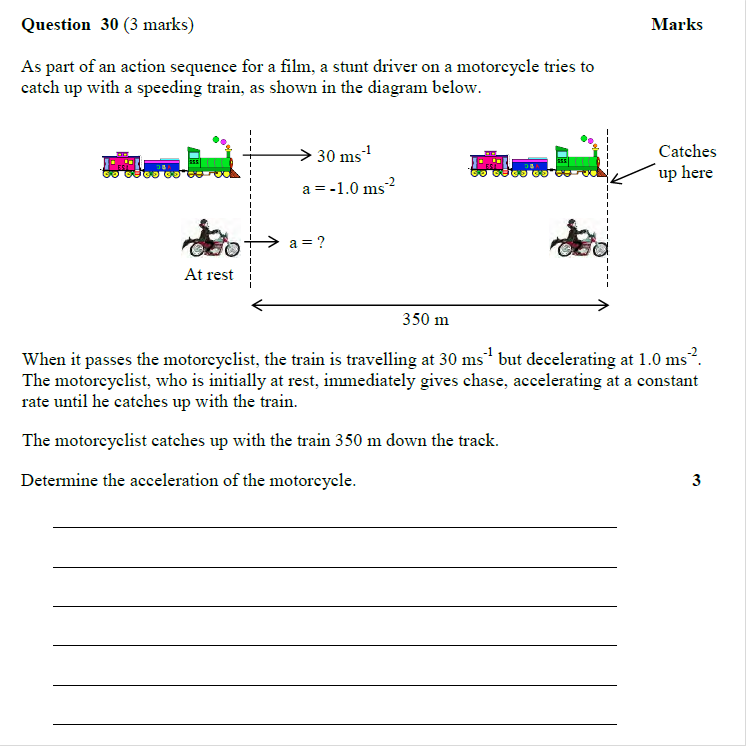 Question 30 (3 marks) Marks
As part of an action sequence for a film, a stunt driver on a motorcycle tries to
catch up with a speeding train, as shown in the diagram below.
30 ms⁻¹
a = -1.0 ms⁻²
Catches
up here
a = ?
At rest
350 m
When it passes the motorcyclist, the train is travelling at 30 ms⁻¹ but decelerating at 1.0 ms⁻².
The motorcyclist, who is initially at rest, immediately gives chase, accelerating at a constant
rate until he catches up with the train.
The motorcyclist catches up with the train 350 m down the track.
Determine the acceleration of the motorcycle. 3